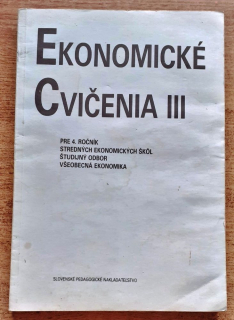 EKONOMICKÉ
CVIČENIA III
PRE 4. ROČNÍK
STREDNÝCH EKONOMICKÝCH ŠKÔL
ŠTUDIJNÝ ODBOR
VŠEOBECNÁ EKONOMIKA
SLOVENSKÉ PEDAGOGICKÉ NAKLADATEĽSTVO